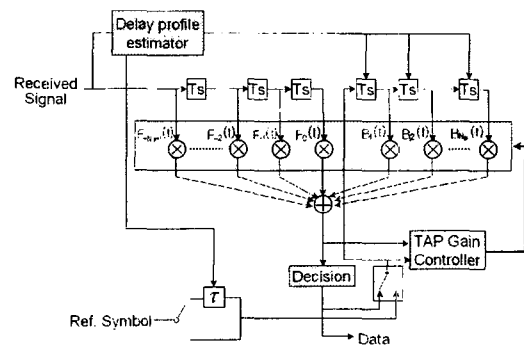 Delay profile
estimator
Received
Signal
Ts Ts Ts Ts Ts Ts
F₋₂(t) F₋₁(t) F₀(t) B₁(t) B₂(t)
TAP Gain
Controller
Decision
τ
Ref. Symbol
Data